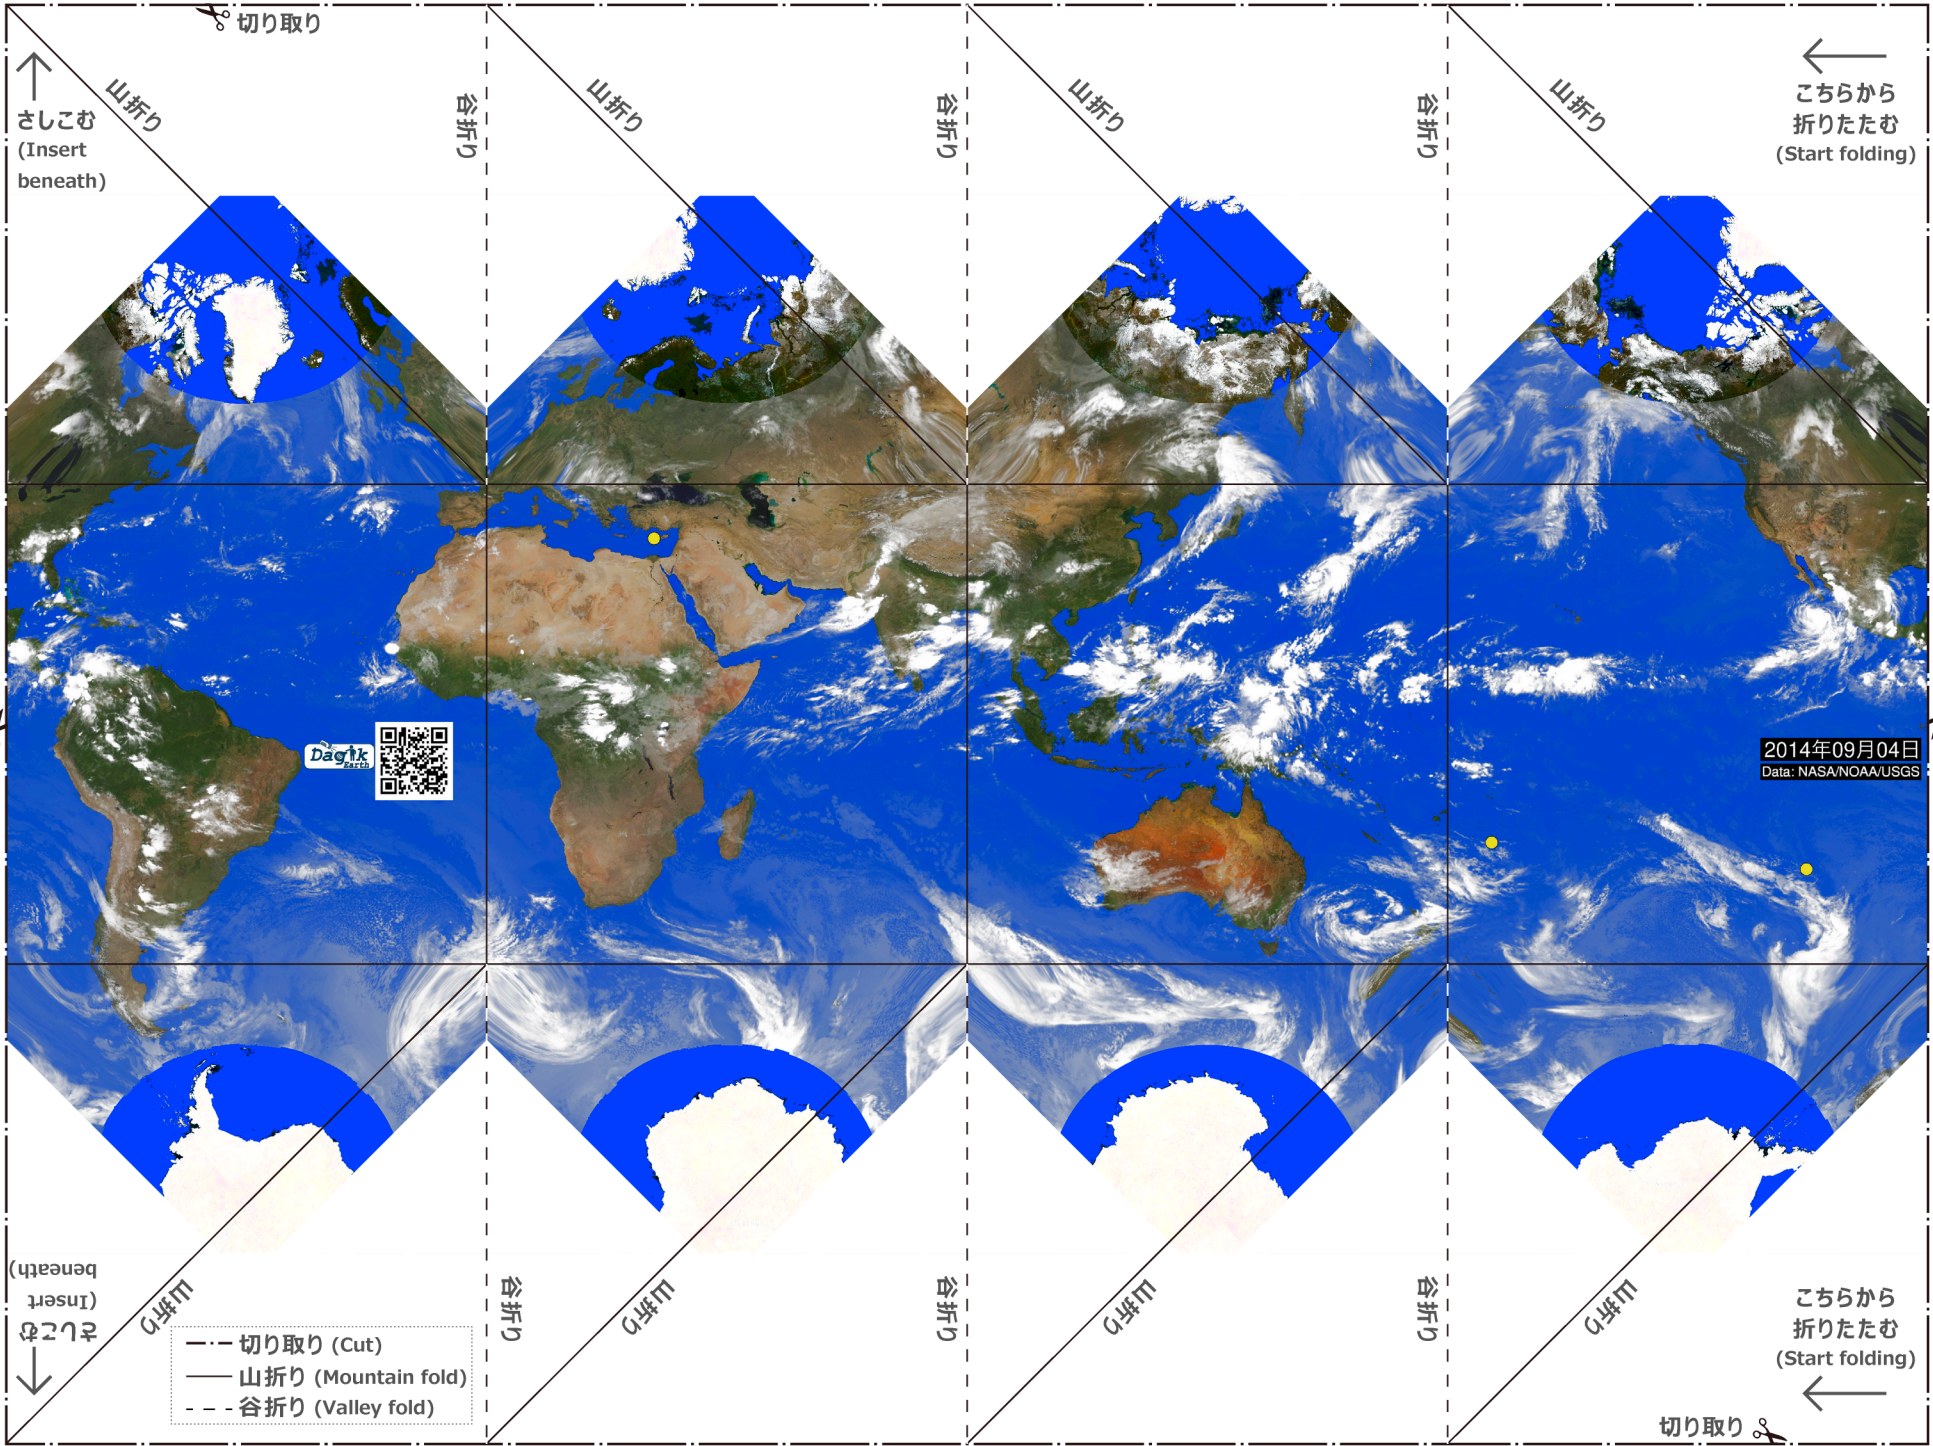 切り取り
山折り
谷折り
山折り
谷折り
山折り
谷折り
山折り
さしこむ
(Insert
beneath)
こちらから
折りたたむ
(Start folding)
Dagik
Earth
2014年09月04日
Data: NASA/NOAA/USGS
さしこむ
(Insert
beneath)
山折り
谷折り
山折り
谷折り
山折り
谷折り
山折り
こちらから
折りたたむ
(Start folding)
切り取り (Cut)
山折り (Mountain fold)
谷折り (Valley fold)
切り取り